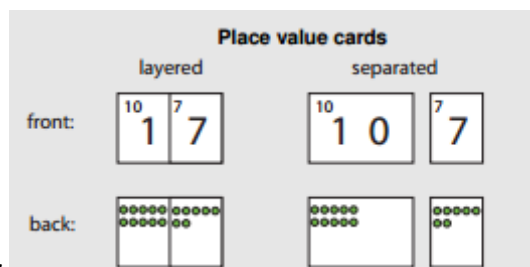 Place value cards
layered separated
front: 10 1 7 7 10 1 0 7 7
back: